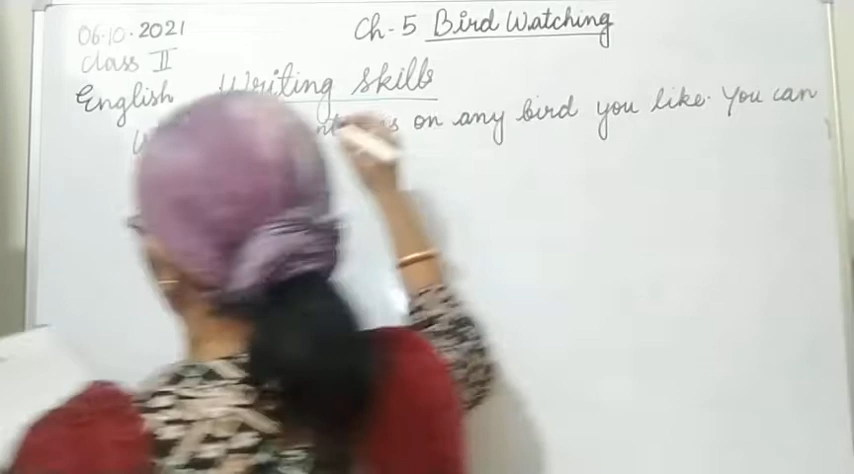 06.10.2021
Ch-5 Bird Watching
Class II
English Writing skills
on any bird you like. You can